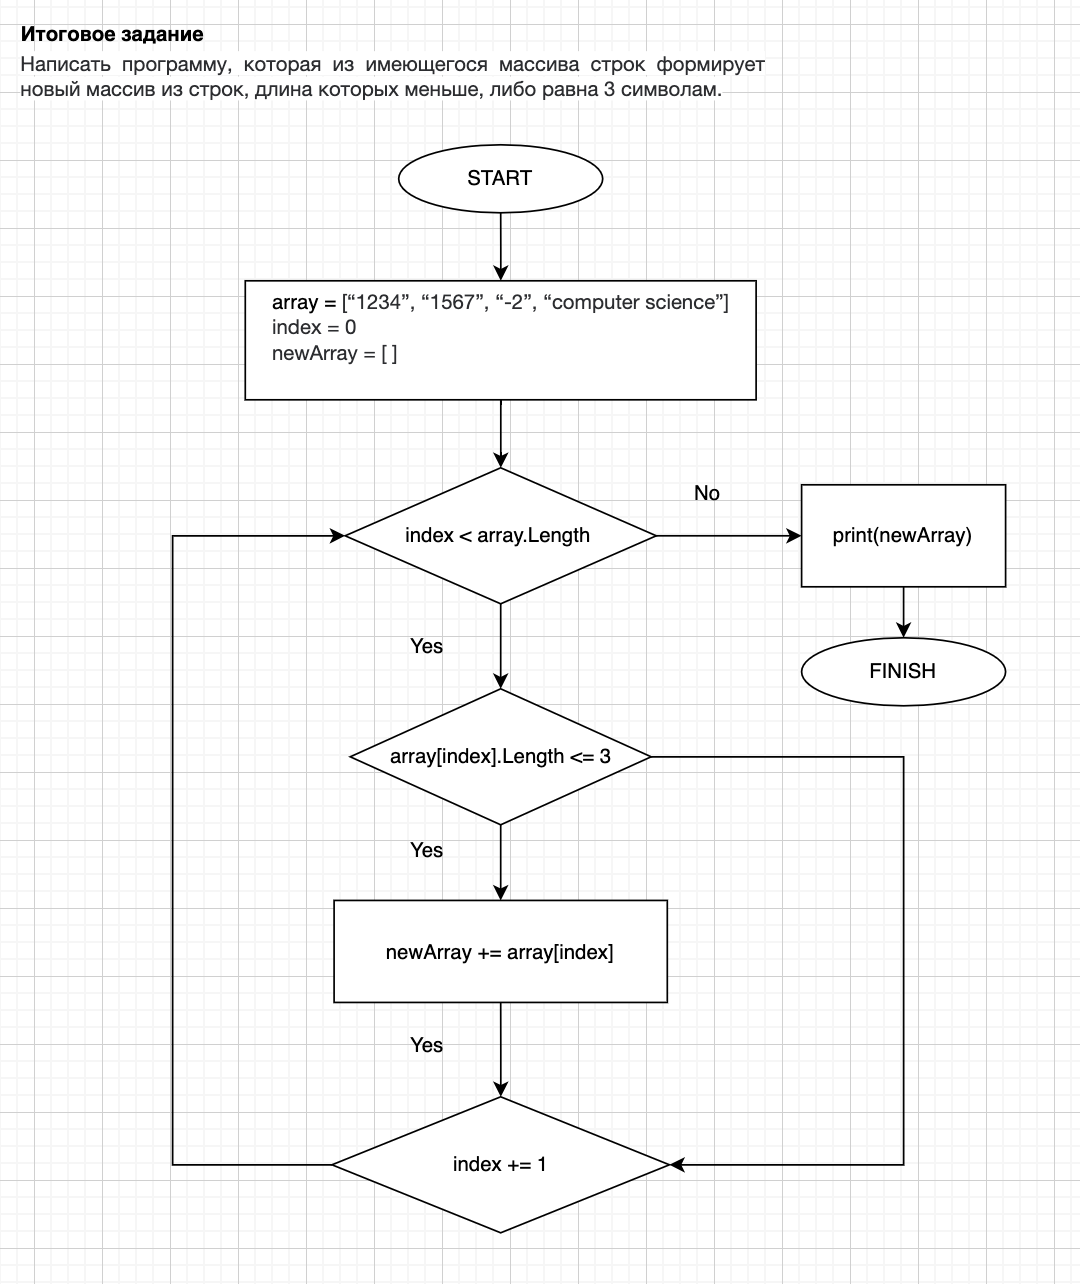 Итоговое задание
Написать программу, которая из имеющегося массива строк формирует
новый массив из строк, длина которых меньше, либо равна 3 символам.
START
array = [“1234”, “1567”, “-2”, “computer science”]
index = 0
newArray = [ ]
index < array.Length
No
print(newArray)
Yes
FINISH
array[index].Length <= 3
Yes
newArray += array[index]
Yes
index += 1